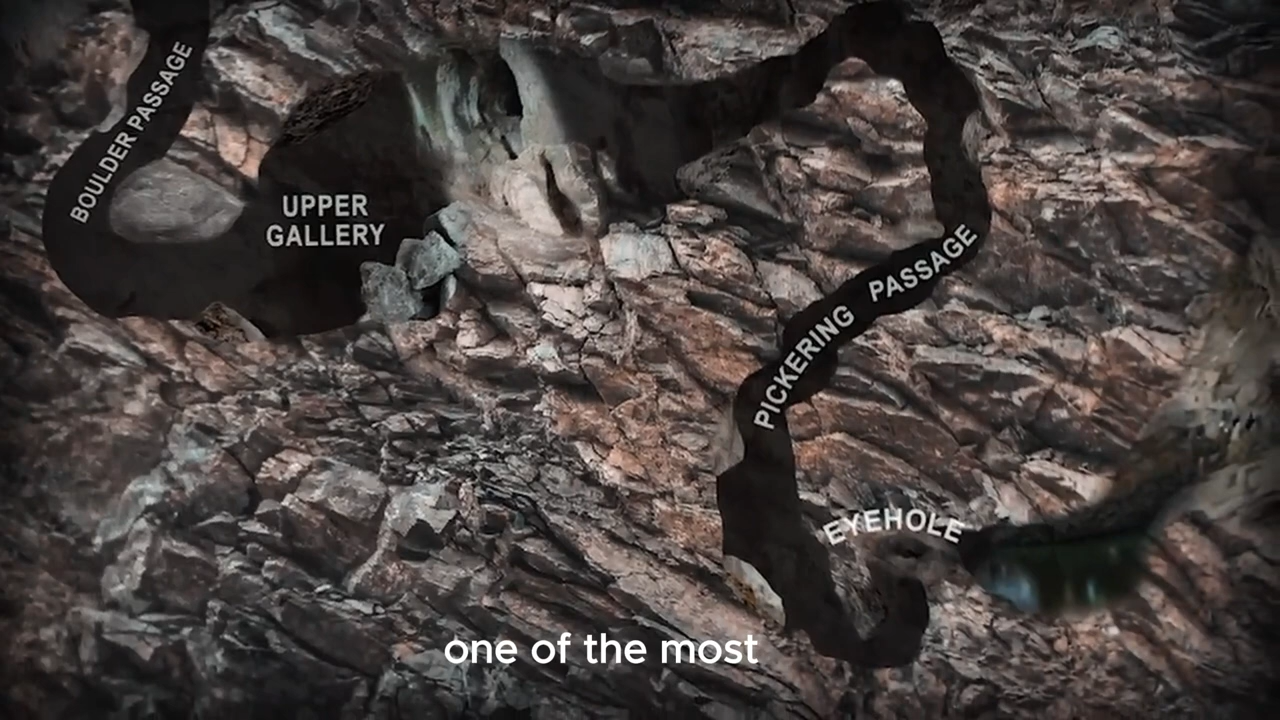 BOULDER PASSAGE
UPPER
GALLERY
PICKERING PASSAGE
EYEHOLE
one of the most